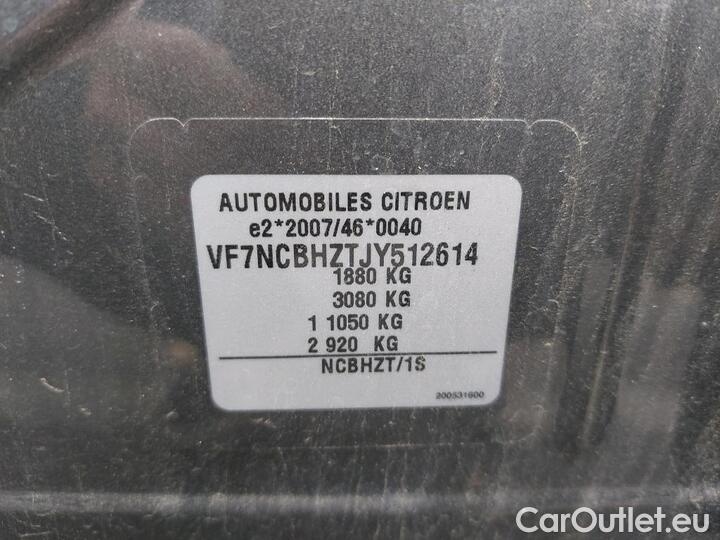 AUTOMOBILES CITROEN
e2*2007/46*0040
VF7NCBHZTJY512614
1880 KG
3080 KG
1 1050 KG
2 920 KG
NCBHZT/1S
200531600
CarOutlet.eu